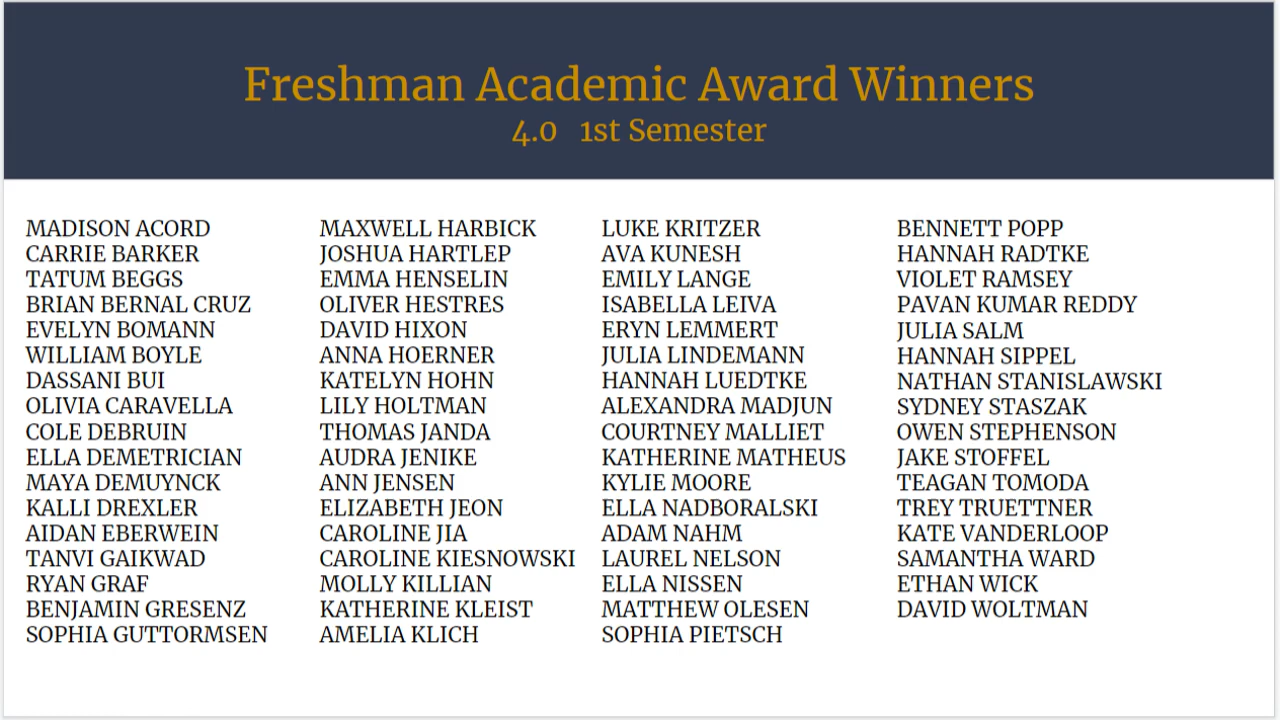 Freshman Academic Award Winners
4.0 1st Semester
MADISON ACORD
CARRIE BARKER
TATUM BEGGS
BRIAN BERNAL CRUZ
EVELYN BOMANN
WILLIAM BOYLE
DASSANI BUI
OLIVIA CARAVELLA
COLE DEBRUIN
ELLA DEMETRICIAN
MAYA DEMUYNCK
KALLI DREXLER
AIDAN EBERWEIN
TANVI GAIKWAD
RYAN GRAF
BENJAMIN GRESENZ
SOPHIA GUTTORMSEN
MAXWELL HARBICK
JOSHUA HARTLEP
EMMA HENSELIN
OLIVER HESTRES
DAVID HIXON
ANNA HOERNER
KATELYN HOHN
LILY HOLTMAN
THOMAS JANDA
AUDRA JENIKE
ANN JENSEN
ELIZABETH JEON
CAROLINE JIA
CAROLINE KIESNOWSKI
MOLLY KILLIAN
KATHERINE KLEIST
AMELIA KLICH
LUKE KRITZER
AVA KUNESH
EMILY LANGE
ISABELLA LEIVA
ERYN LEMMERT
JULIA LINDEMANN
HANNAH LUEDTKE
ALEXANDRA MADJUN
COURTNEY MALLIET
KATHERINE MATHEUS
KYLIE MOORE
ELLA NADBORALSKI
ADAM NAHM
LAUREL NELSON
ELLA NISSEN
MATTHEW OLESEN
SOPHIA PIETSCH
BENNETT POPP
HANNAH RADTKE
VIOLET RAMSEY
PAVAN KUMAR REDDY
JULIA SALM
HANNAH SIPPEL
NATHAN STANISLAWSKI
SYDNEY STASZAK
OWEN STEPHENSON
JAKE STOFFEL
TEAGAN TOMODA
TREY TRUETTNER
KATE VANDERLOOP
SAMANTHA WARD
ETHAN WICK
DAVID WOLTMAN